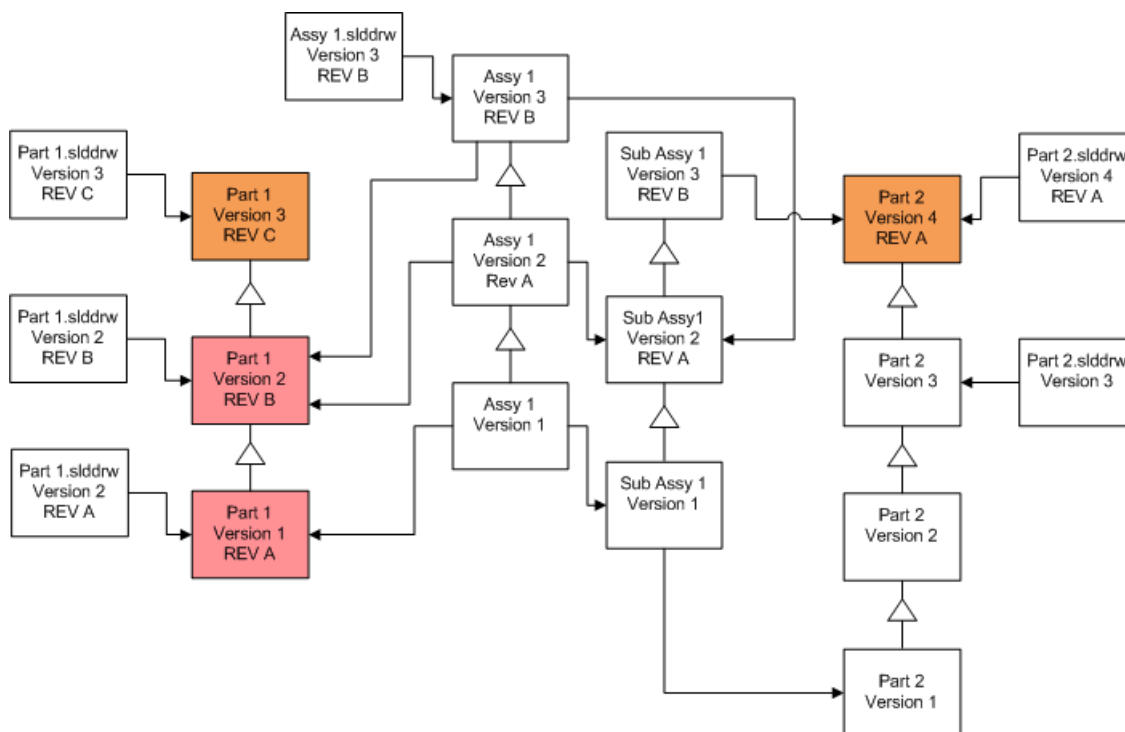 Assy 1.slddrw
Version 3
REV B
Assy 1
Version 3
REV B
Part 1.slddrw
Version 3
REV C
Part 1
Version 3
REV C
Sub Assy 1
Version 3
REV B
Part 2
Version 4
REV A
Part 2.slddrw
Version 4
REV A
Assy 1
Version 2
Rev A
Part 1.slddrw
Version 2
REV B
Part 1
Version 2
REV B
Sub Assy1
Version 2
REV A
Part 2
Version 3
Part 2.slddrw
Version 3
Assy 1
Version 1
Part 1.slddrw
Version 2
REV A
Part 1
Version 1
REV A
Sub Assy 1
Version 1
Part 2
Version 2
Part 2
Version 1